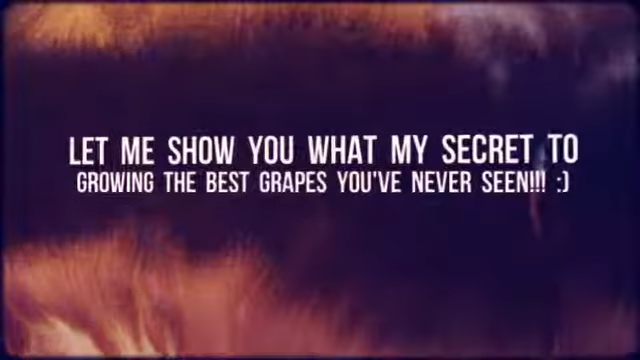 LET ME SHOW YOU WHAT MY SECRET TO
GROWING THE BEST GRAPES YOU'VE NEVER SEEN!!! :)